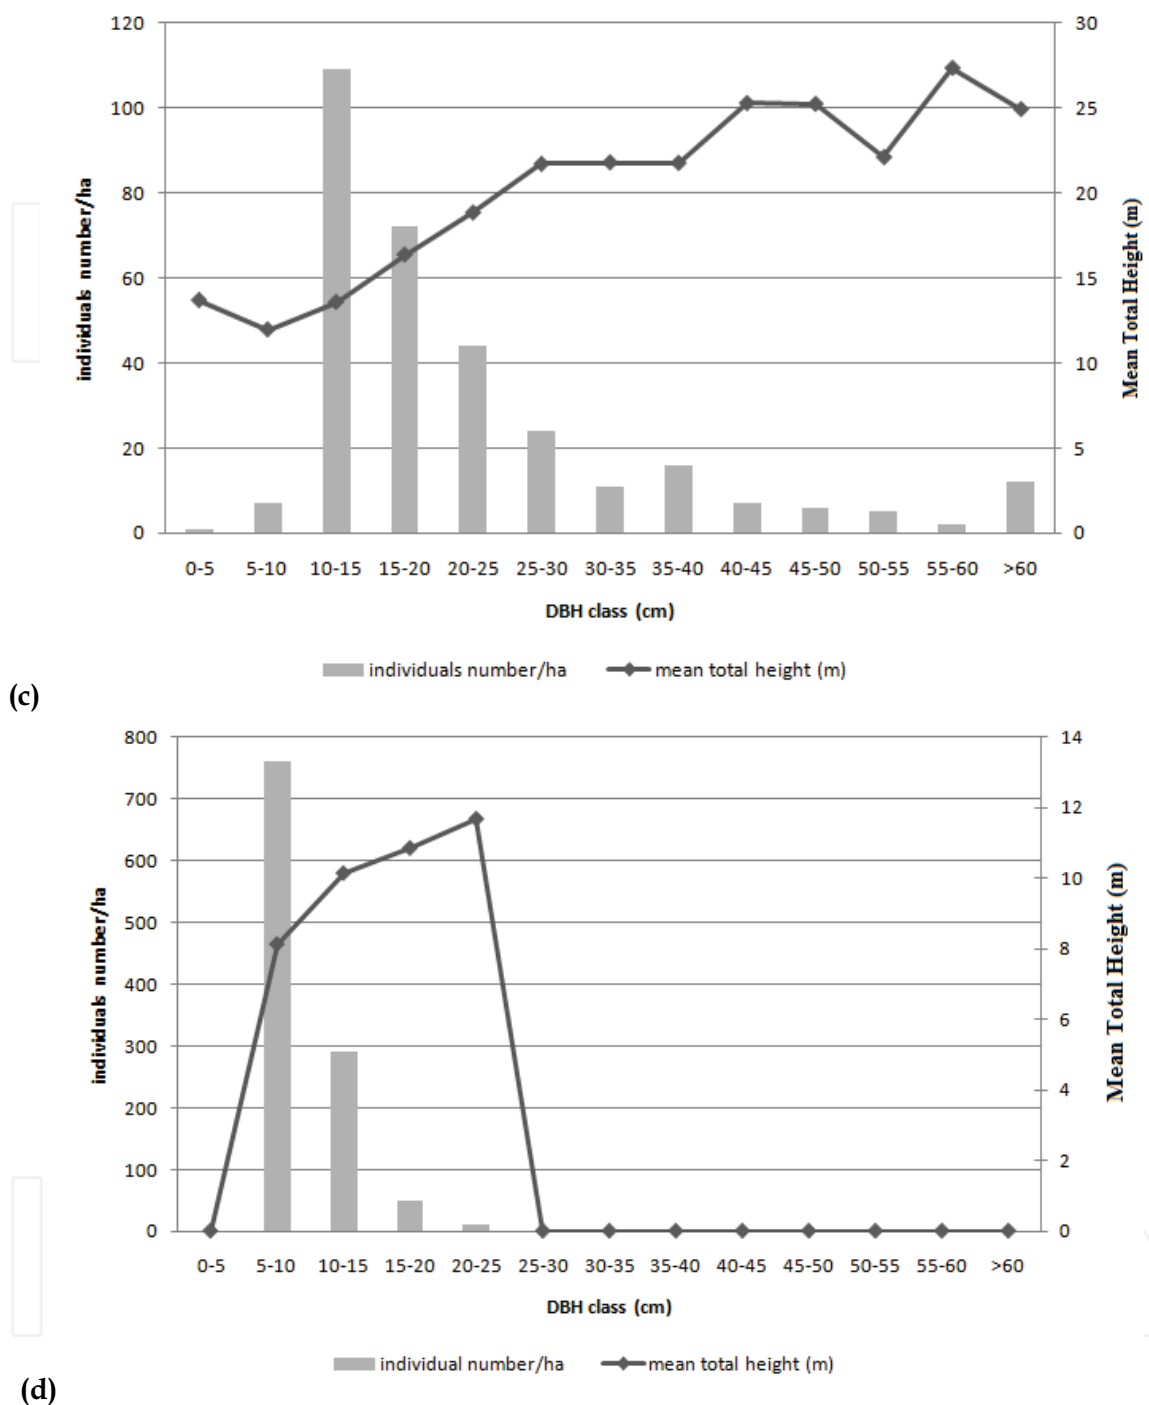 120
100
80
60
40
20
0
30
25
20
15
10
5
0
individuals number/ha
Mean Total Height (m)
0-5 5-10 10-15 15-20 20-25 25-30 30-35 35-40 40-45 45-50 50-55 55-60 >60
DBH class (cm)
individuals number/ha mean total height (m)
(c)
800
700
600
500
400
300
200
100
0
14
12
10
8
6
4
2
0
individuals number/ha
Mean Total Height (m)
0-5 5-10 10-15 15-20 20-25 25-30 30-35 35-40 40-45 45-50 50-55 55-60 >60
DBH class (cm)
individual number/ha mean total height (m)
(d)